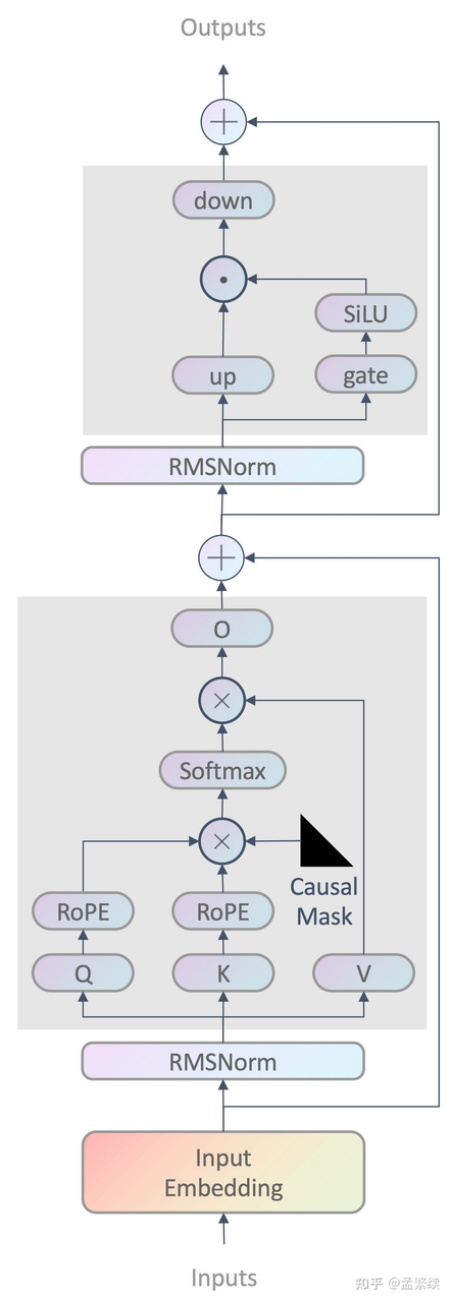 Outputs
down
SiLU
up
gate
RMSNorm
O
Softmax
Causal
Mask
RoPE
RoPE
Q
K
V
RMSNorm
Input
Embedding
Inputs
知乎 @孟繁续